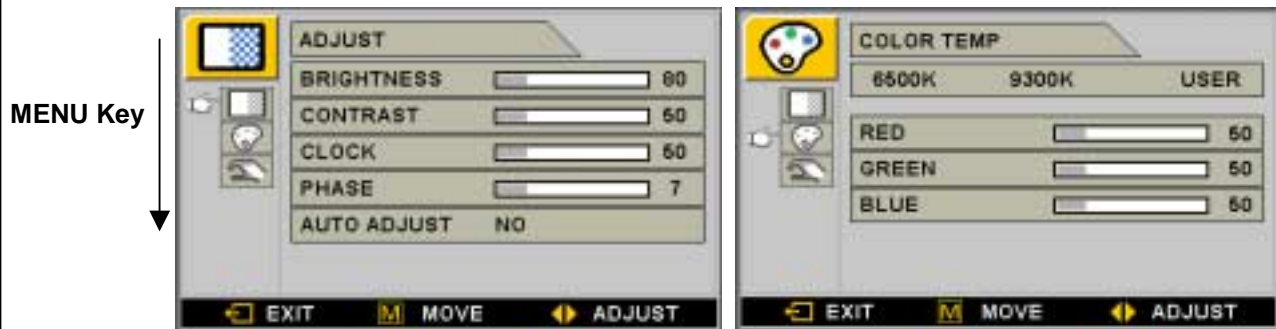 MENU Key
ADJUST
BRIGHTNESS 80
CONTRAST 50
CLOCK 50
PHASE 7
AUTO ADJUST NO
EXIT M MOVE ADJUST
COLOR TEMP
6500K 9300K USER
RED 50
GREEN 50
BLUE 50
EXIT M MOVE ADJUST